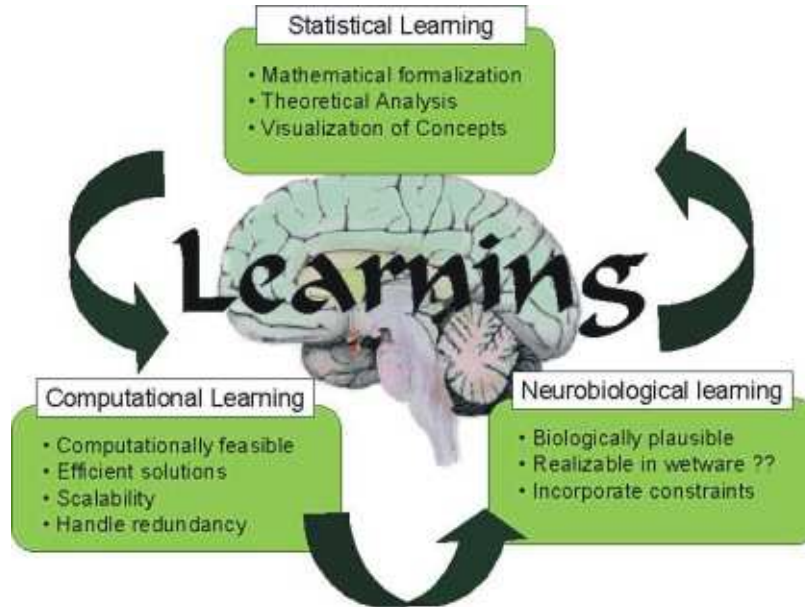 Statistical Learning
• Mathematical formalization
• Theoretical Analysis
• Visualization of Concepts
Learning
Computational Learning
• Computationally feasible
• Efficient solutions
• Scalability
• Handle redundancy
Neurobiological learning
• Biologically plausible
• Realizable in wetware ??
• Incorporate constraints